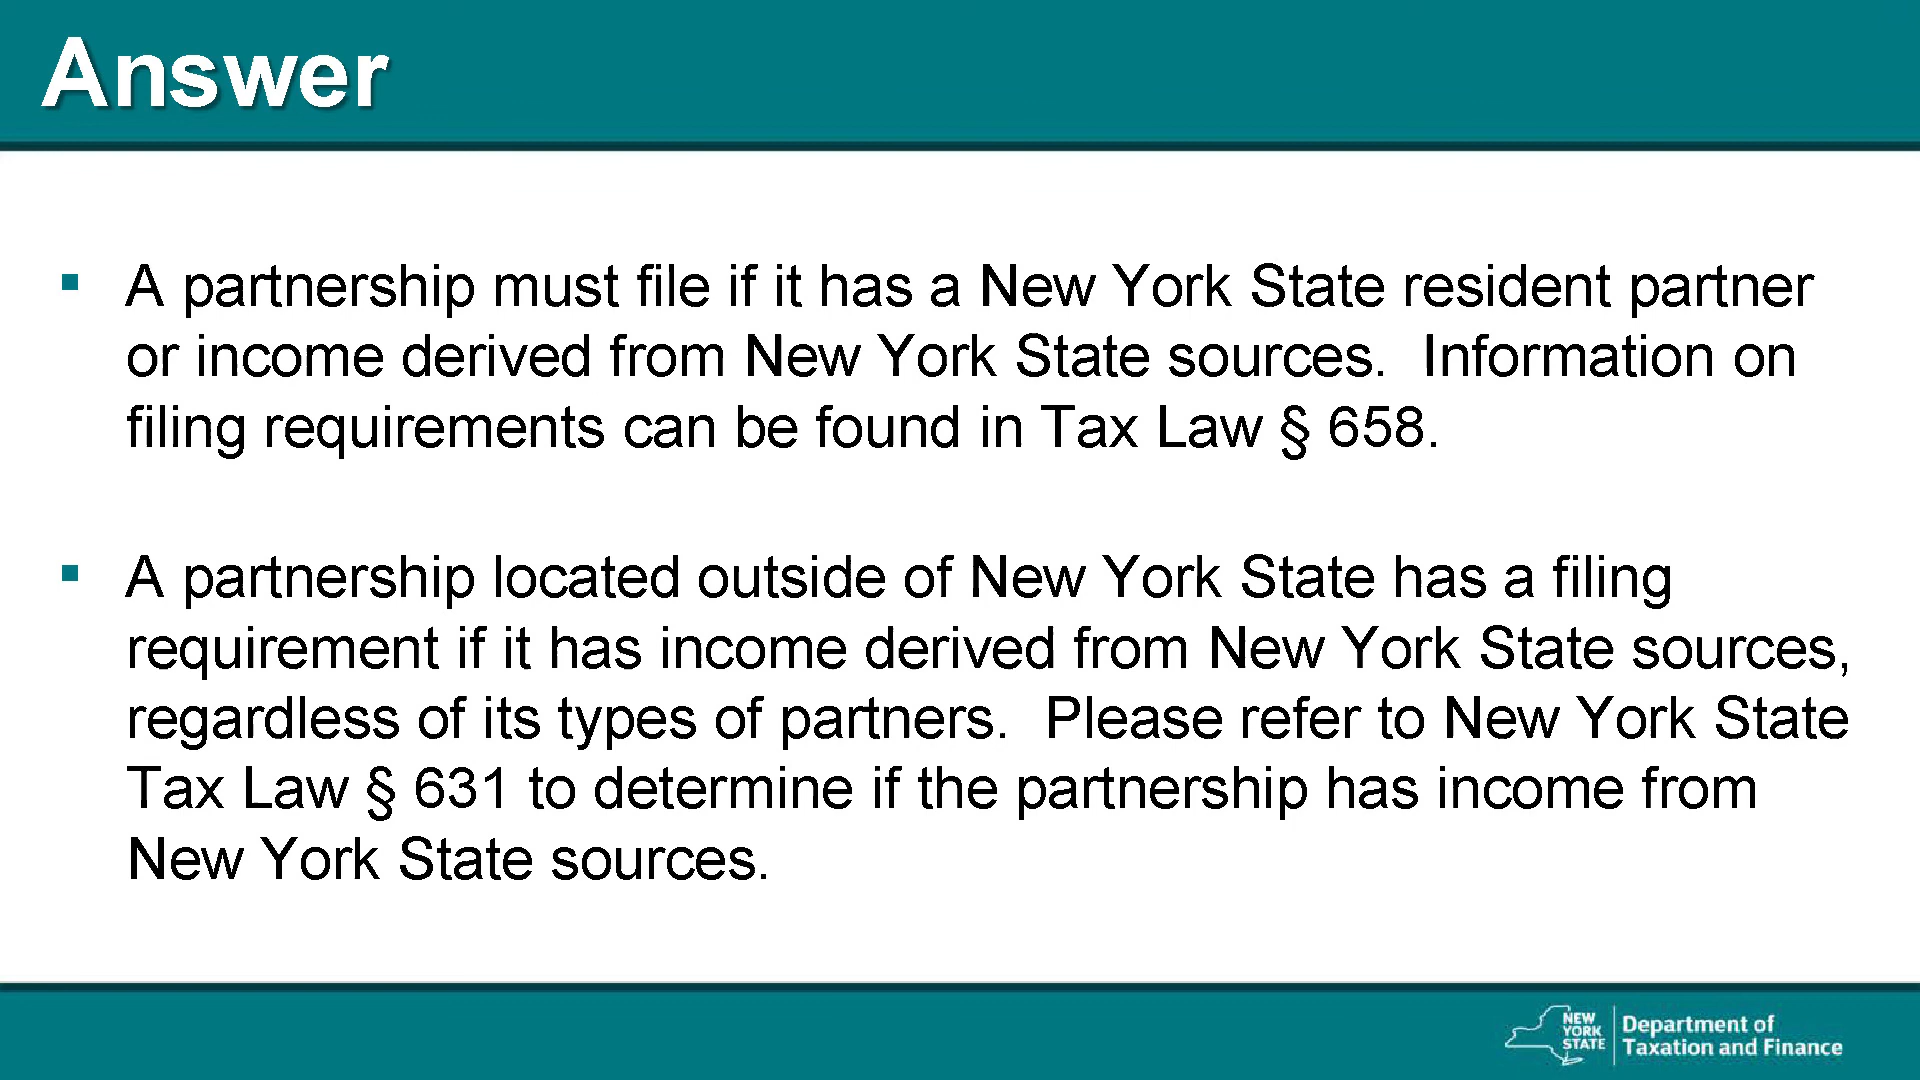 Answer
▪ A partnership must file if it has a New York State resident partner
or income derived from New York State sources.  Information on
filing requirements can be found in Tax Law § 658.
▪ A partnership located outside of New York State has a filing
requirement if it has income derived from New York State sources,
regardless of its types of partners.  Please refer to New York State
Tax Law § 631 to determine if the partnership has income from
New York State sources.
NEW
YORK
STATE
Department of
Taxation and Finance